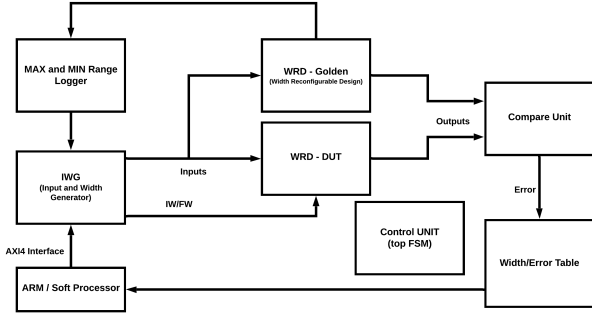 MAX and MIN Range
Logger
WRD - Golden
(Width Reconfigurable Design)
Compare Unit
Outputs
WRD - DUT
Inputs
IWG
(Input and Width
Generator)
IW/FW
Error
Control UNIT
(top FSM)
Width/Error Table
AXI4 Interface
ARM / Soft Processor